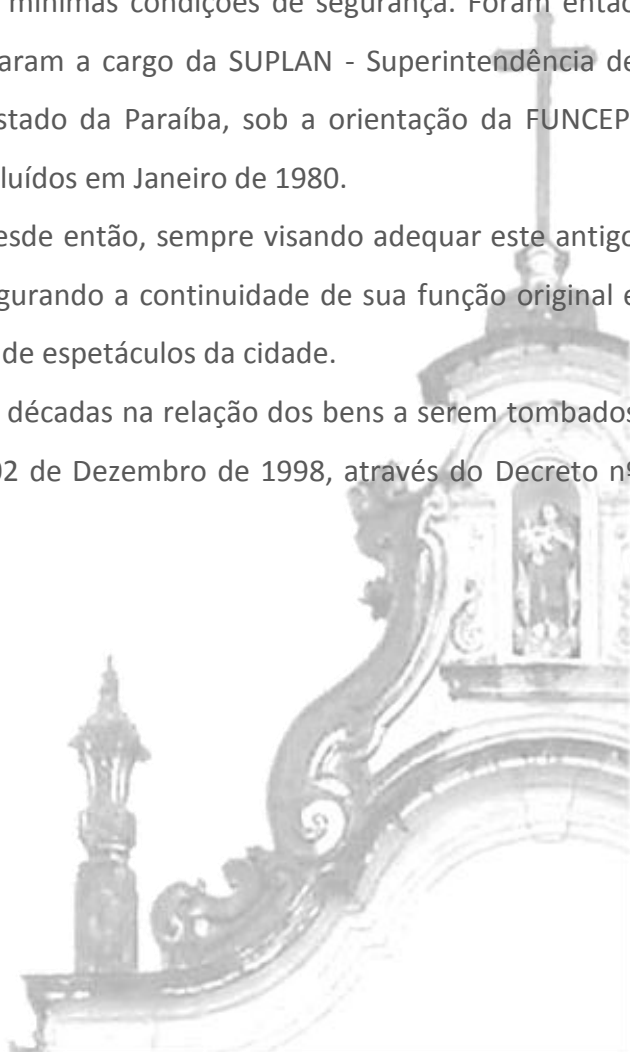 mínimas condições de segurança. Foram então
aram a cargo da SUPLAN - Superintendência de
stado da Paraíba, sob a orientação da FUNCEP
luídos em Janeiro de 1980.
esde então, sempre visando adequar este antigo
gurando a continuidade de sua função original e
de espetáculos da cidade.
décadas na relação dos bens a serem tombados
02 de Dezembro de 1998, através do Decreto nº